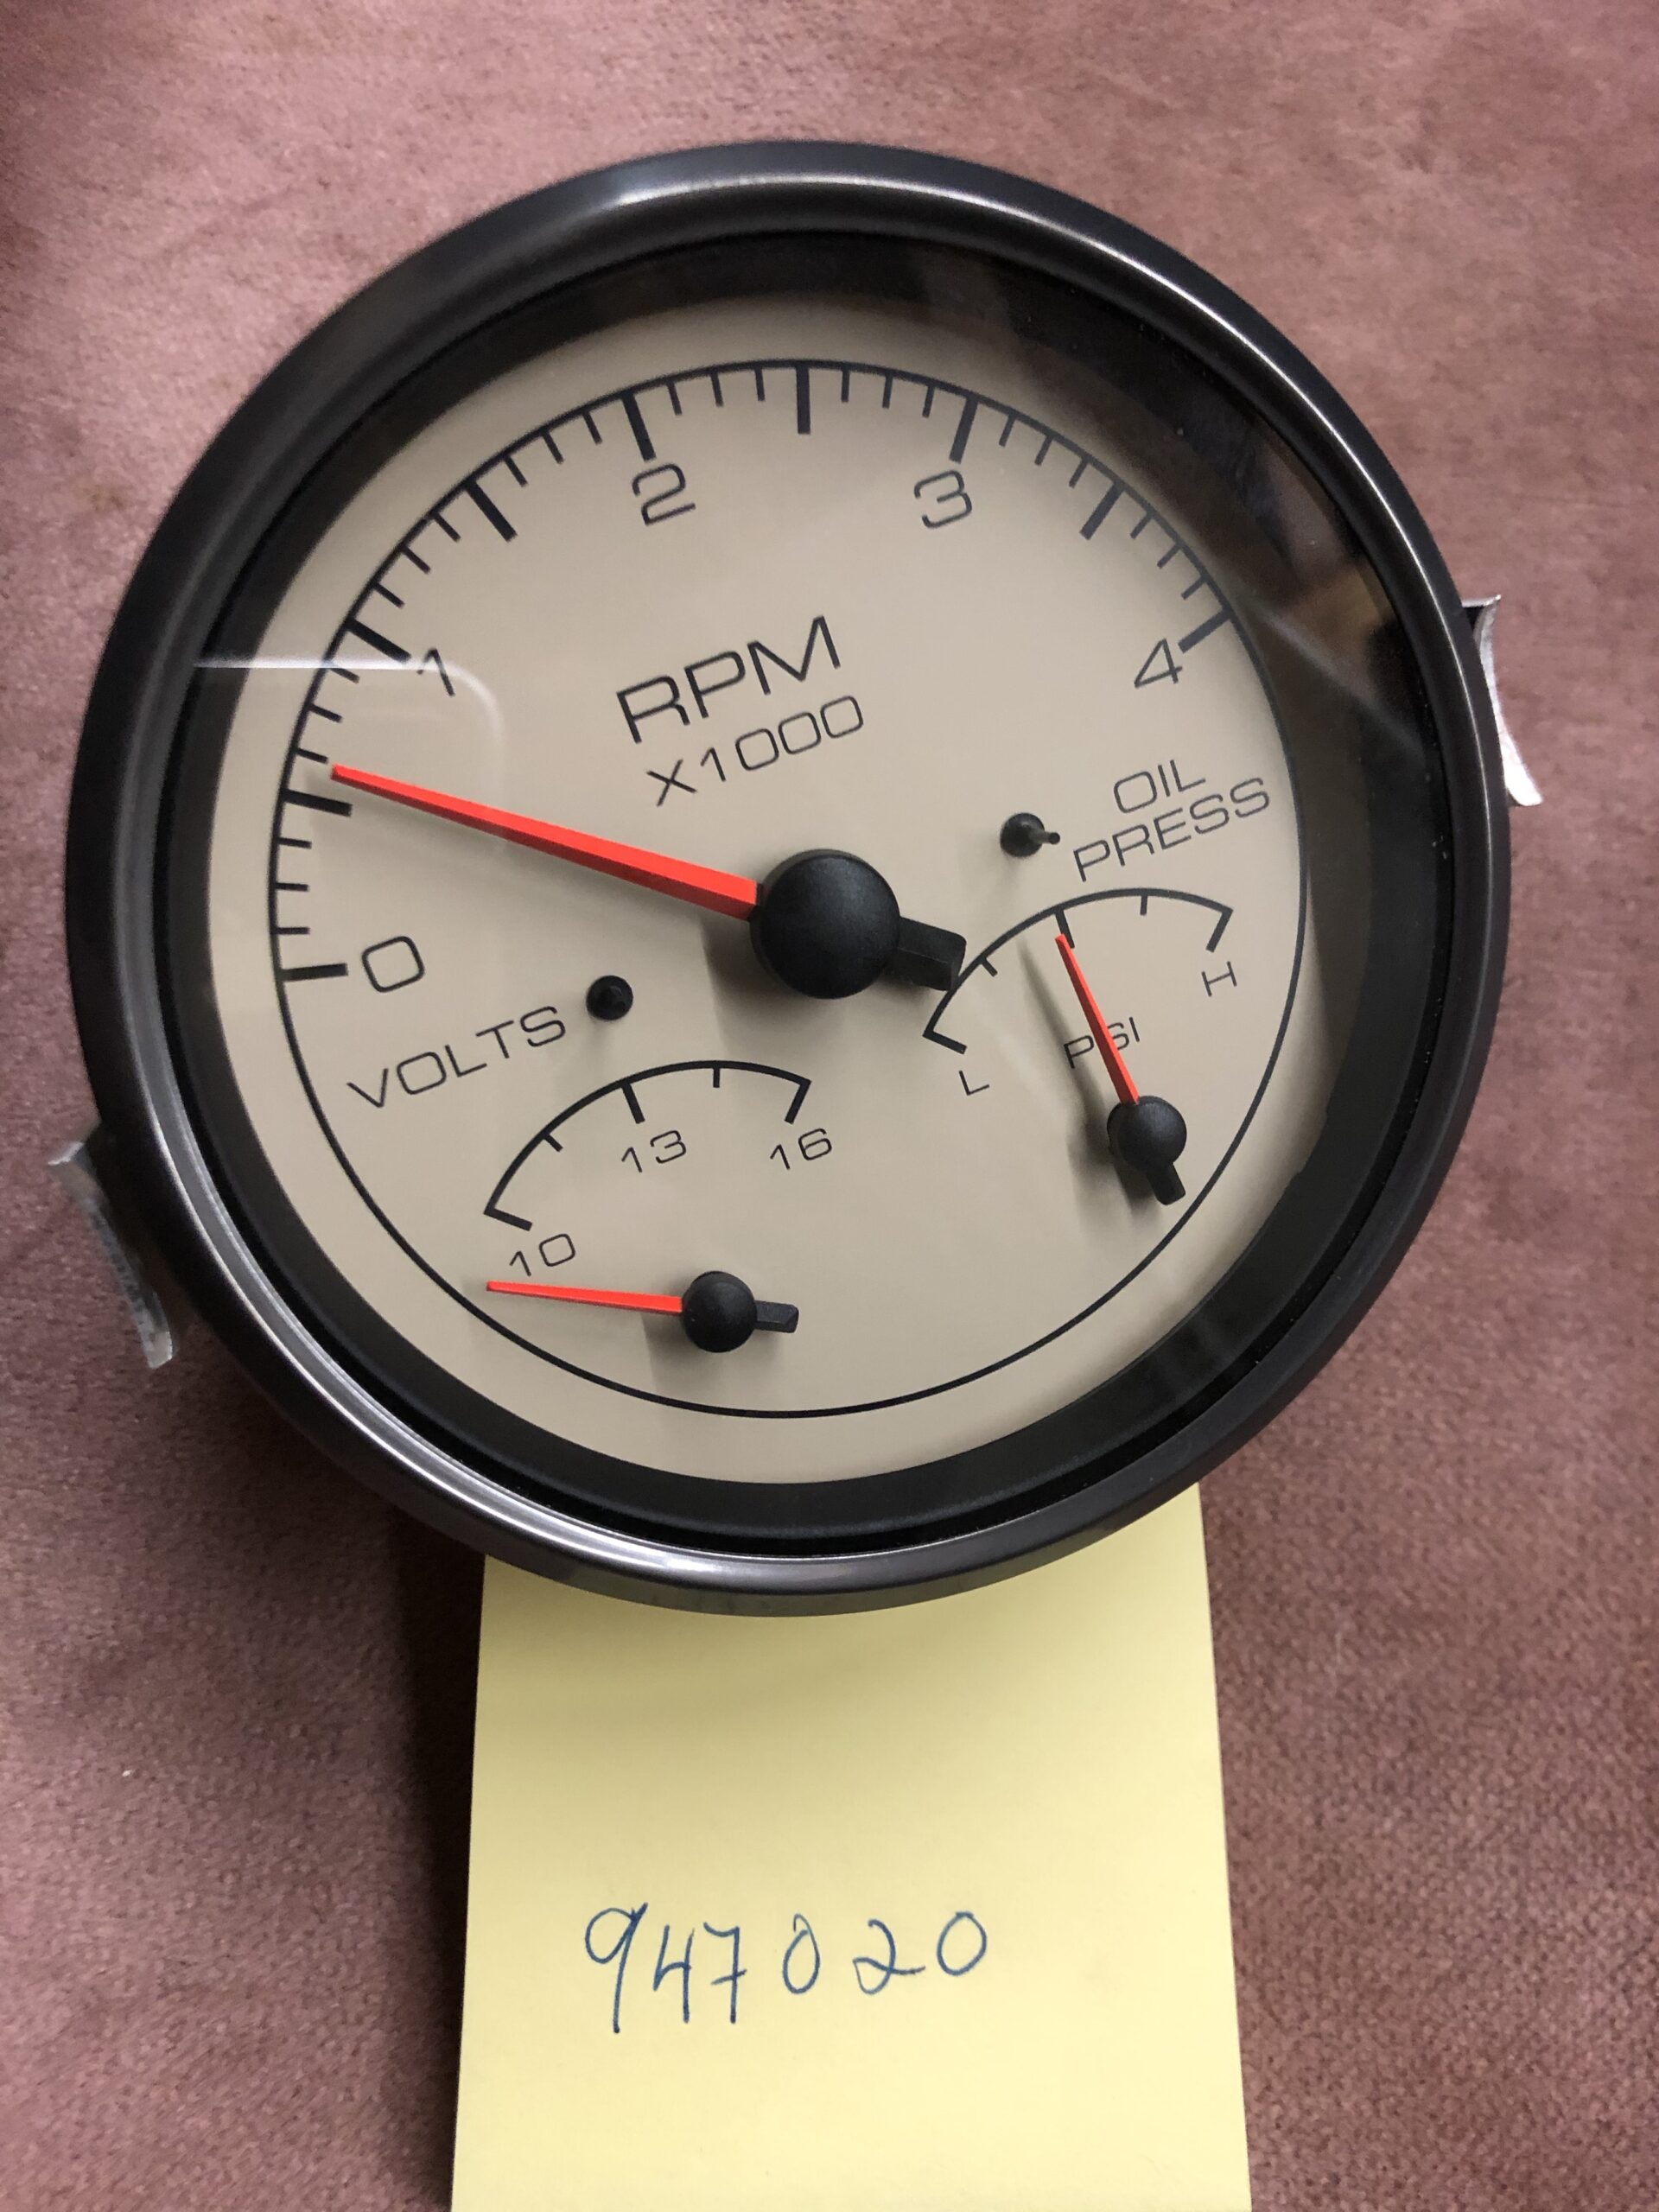 1
2
3
4
0
RPM
X1000
OIL
PRESS
L
H
PSI
VOLTS
10
13
16
947020